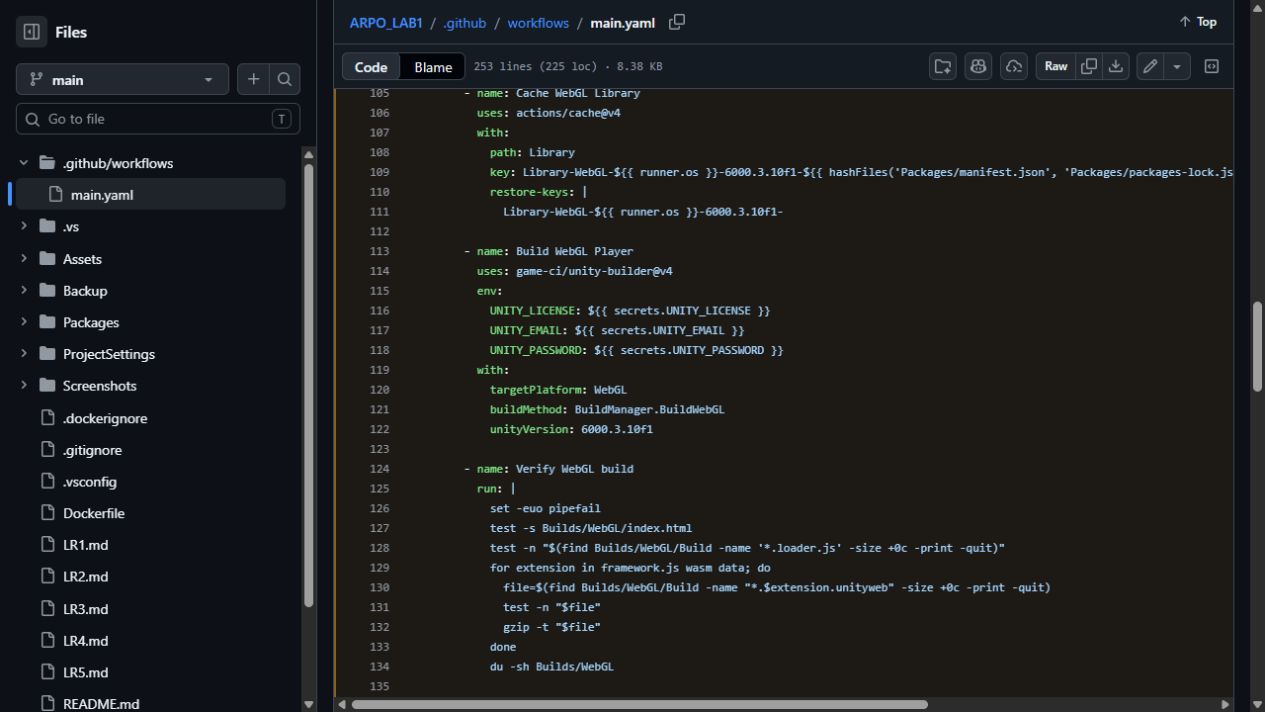 Files
main
Go to file
T
.github/workflows
main.yaml
.vs
Assets
Backup
Packages
ProjectSettings
Screenshots
.dockerignore
.gitignore
.vsconfig
Dockerfile
LR1.md
LR2.md
LR3.md
LR4.md
LR5.md
README.md
ARPO_LAB1 / .github / workflows / main.yaml
Top
Code Blame 253 lines (225 loc) · 8.38 KB
Raw
105 - name: Cache WebGL Library
106 uses: actions/cache@v4
107 with:
108 path: Library
109 key: Library-WebGL-${{ runner.os }}-6000.3.10f1-${{ hashFiles('Packages/manifest.json', 'Packages/packages-lock.js
110 restore-keys: |
111 Library-WebGL-${{ runner.os }}-6000.3.10f1-
112
113 - name: Build WebGL Player
114 uses: game-ci/unity-builder@v4
115 env:
116 UNITY_LICENSE: ${{ secrets.UNITY_LICENSE }}
117 UNITY_EMAIL: ${{ secrets.UNITY_EMAIL }}
118 UNITY_PASSWORD: ${{ secrets.UNITY_PASSWORD }}
119 with:
120 targetPlatform: WebGL
121 buildMethod: BuildManager.BuildWebGL
122 unityVersion: 6000.3.10f1
123
124 - name: Verify WebGL build
125 run: |
126 set -euo pipefail
127 test -s Builds/WebGL/index.html
128 test -n "$(find Builds/WebGL/Build -name '*.loader.js' -size +0c -print -quit)"
129 for extension in framework.js wasm data; do
130 file=$(find Builds/WebGL/Build -name "*.$extension.unityweb" -size +0c -print -quit)
131 test -n "$file"
132 gzip -t "$file"
133 done
134 du -sh Builds/WebGL
135